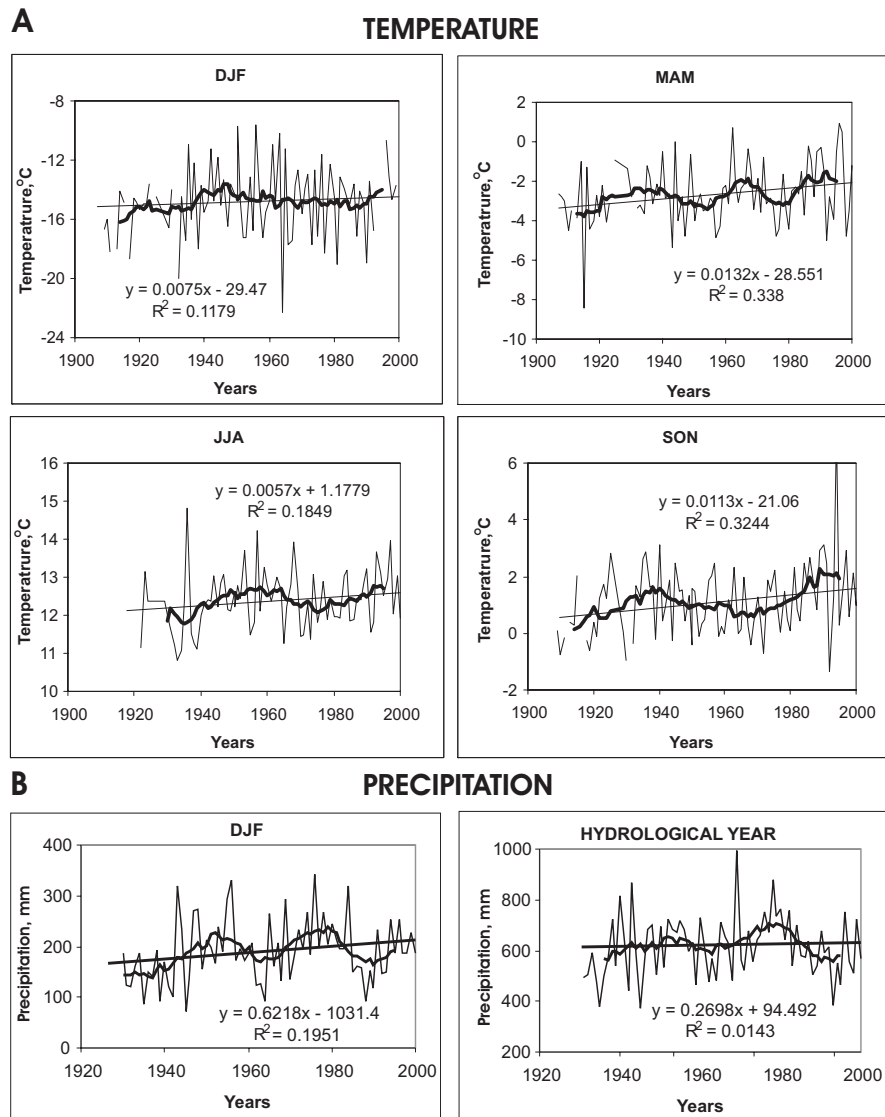 A
TEMPERATURE
DJF
-8
-12
-16
-20
-24
Temperatrure,°C
y = 0.0075x - 29.47
R2 = 0.1179
1900 1920 1940 1960 1980 2000
Years
MAM
2
0
-2
-4
-6
-8
-10
Temperatrure,°C
y = 0.0132x - 28.551
R2 = 0.338
1900 1920 1940 1960 1980 2000
Years
JJA
16
15
14
13
12
11
10
Temperatrure,°C
y = 0.0057x + 1.1779
R2 = 0.1849
1900 1920 1940 1960 1980 2000
Years
SON
6
4
2
0
-2
Temperatrure,°C
y = 0.0113x - 21.06
R2 = 0.3244
1900 1920 1940 1960 1980 2000
Years
B
PRECIPITATION
DJF
400
300
200
100
0
Precipitation, mm
y = 0.6218x - 1031.4
R2 = 0.1951
1920 1940 1960 1980 2000
Years
HYDROLOGICAL YEAR
1000
800
600
400
200
Precipitation, mm
y = 0.2698x + 94.492
R2 = 0.0143
1920 1940 1960 1980 2000
Years